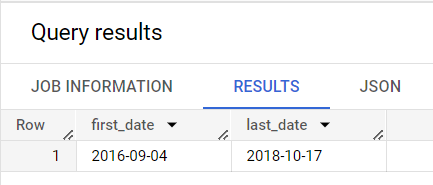 Query results
JOB INFORMATION RESULTS JSON
Row first_date last_date
1 2016-09-04 2018-10-17